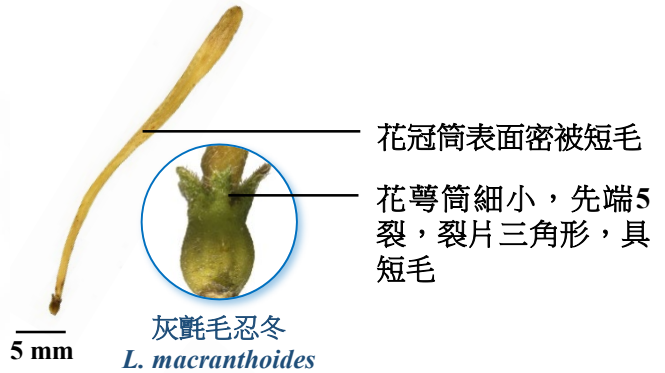 花冠筒表面密被短毛
花萼筒細小，先端5
裂，裂片三角形，具
短毛
灰氈毛忍冬
L. macranthoides
5 mm